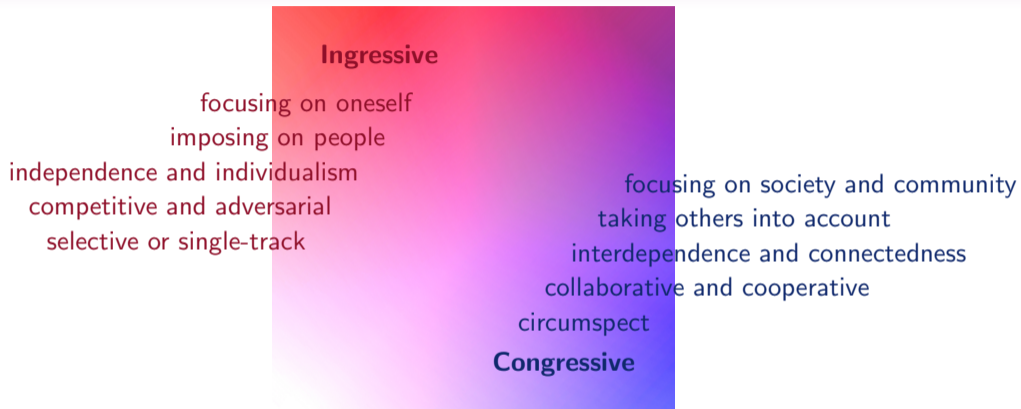 Ingressive
focusing on oneself
imposing on people
independence and individualism
competitive and adversarial
selective or single-track
focusing on society and community
taking others into account
interdependence and connectedness
collaborative and cooperative
circumspect
Congressive